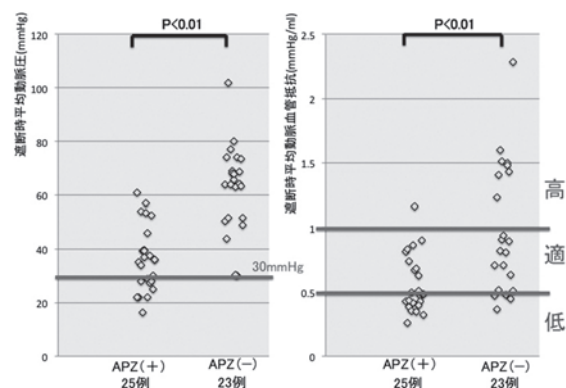 P<0.01
遮断時平均動脈圧(mmHg)
120
100
80
60
40
20
0
30mmHg
APZ(+)
25例
APZ(−)
23例
P<0.01
遮断時平均動脈血管抵抗(mmHg/ml)
2.5
2
1.5
1
0.5
0
高
適
低
APZ(+)
25例
APZ(−)
23例